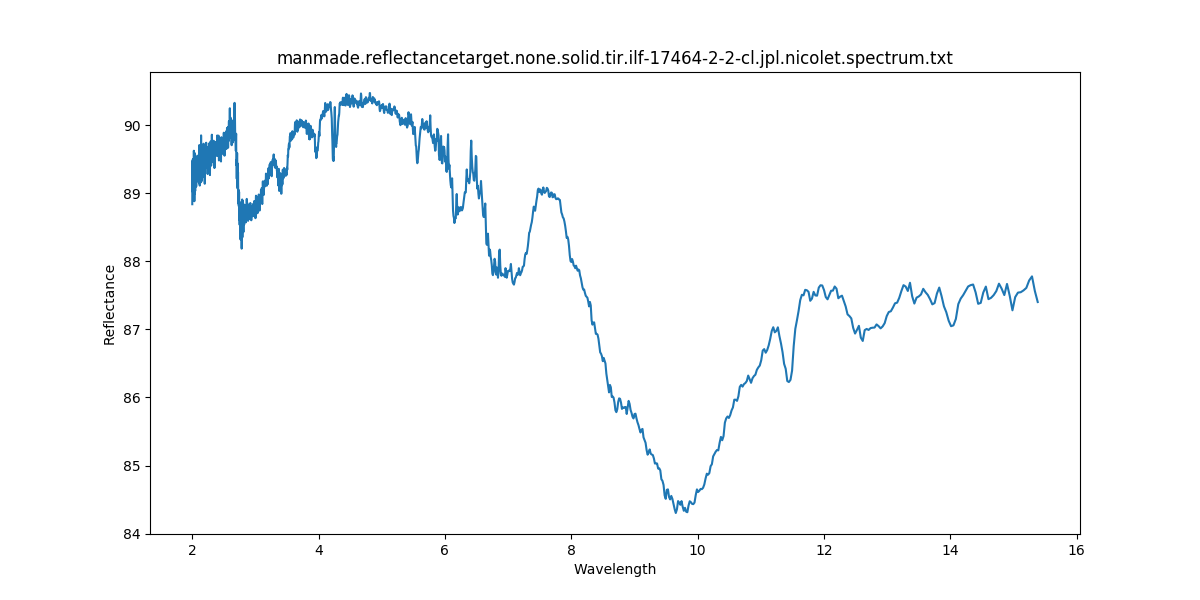 manmade.reflectancetarget.none.solid.tir.ilf-17464-2-2-cl.jpl.nicolet.spectrum.txt
90
89
88
87
86
85
84
Reflectance
2 4 6 8 10 12 14 16
Wavelength